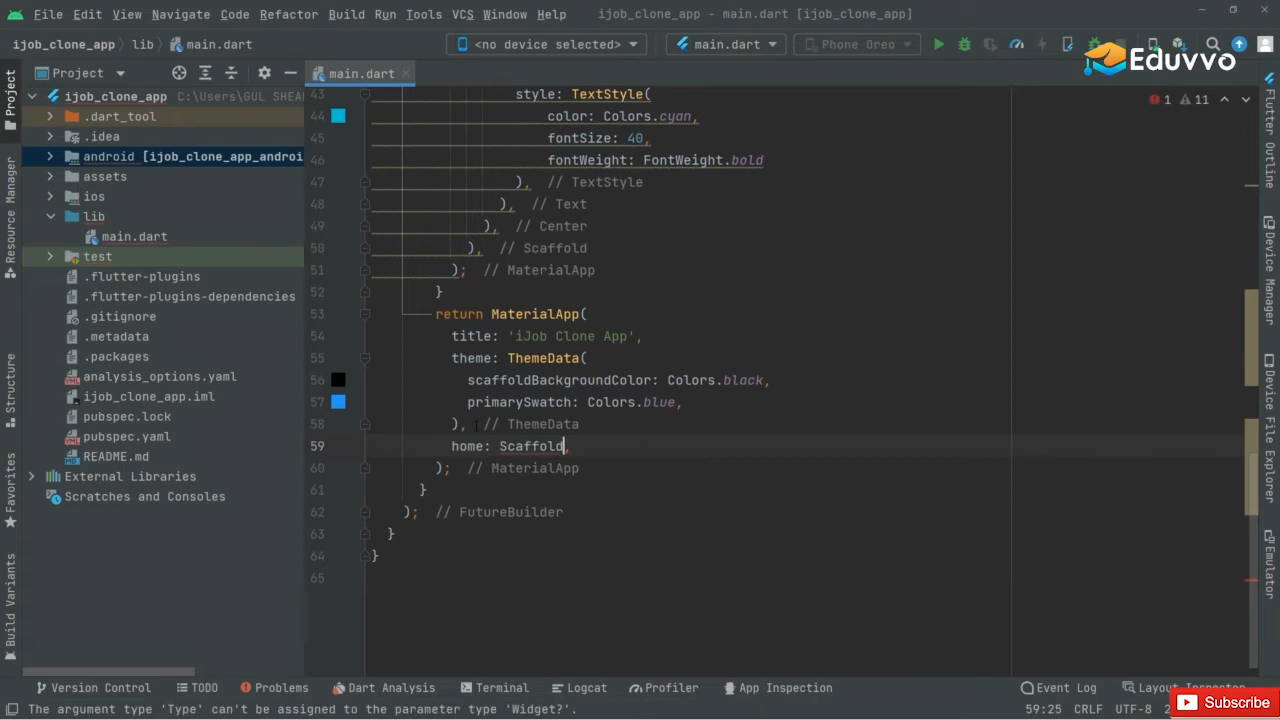 File Edit View Navigate Code Refactor Build Run Tools VCS Window Help ijob_clone_app - main.dart [ijob_clone_app]
ijob_clone_app lib main.dart <no device selected> main.dart Phone Oreo
Eduvvo
Project main.dart
ijob_clone_app C:\Users\GUL SHEA
.dart_tool
.idea
android [ijob_clone_app_androi
assets
ios
lib
main.dart
test
.flutter-plugins
.flutter-plugins-dependencies
.gitignore
.metadata
.packages
analysis_options.yaml
ijob_clone_app.iml
pubspec.lock
pubspec.yaml
README.md
External Libraries
Scratches and Consoles
Project
Resource Manager
Structure
Favorites
Build Variants
1 11
43 style: TextStyle(
44 color: Colors.cyan,
45 fontSize: 40,
46 fontWeight: FontWeight.bold
47 ), // TextStyle
48 ), // Text
49 ), // Center
50 ), // Scaffold
51 ); // MaterialApp
52 }
53 return MaterialApp(
54 title: 'iJob Clone App',
55 theme: ThemeData(
56 scaffoldBackgroundColor: Colors.black,
57 primarySwatch: Colors.blue,
58 ), // ThemeData
59 home: Scaffold,
60 ); // MaterialApp
61 }
62 ); // FutureBuilder
63 }
64 }
65
Flutter Outline
Device Manager
Device File Explorer
Emulator
Version Control TODO Problems Dart Analysis Terminal Logcat Profiler App Inspection Event Log Layout Inspector
The argument type 'Type' can't be assigned to the parameter type 'Widget?'. 59:25 CRLF UTF-8 2
Subscribe